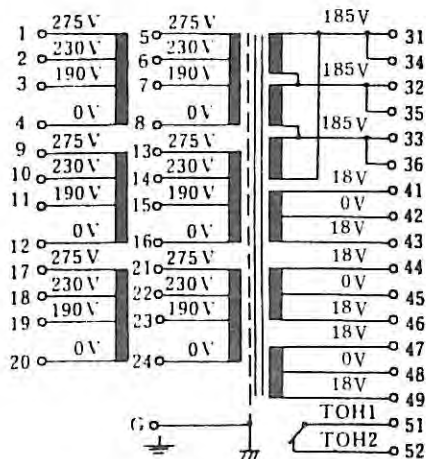 1 275V 5 275V 185V 31
2 230V 6 230V 34
3 190V 7 190V 185V 32
35
4 0V 8 0V 185V 33
36
9 275V 13 275V
10 230V 14 230V 18V 41
11 190V 15 190V 0V 42
12 0V 16 0V 18V 43
17 275V 21 275V 18V 44
18 230V 22 230V 0V 45
19 190V 23 190V 18V 46
18V 47
20 0V 24 0V 0V 48
18V 49
G TOH1 51
TOH2 52